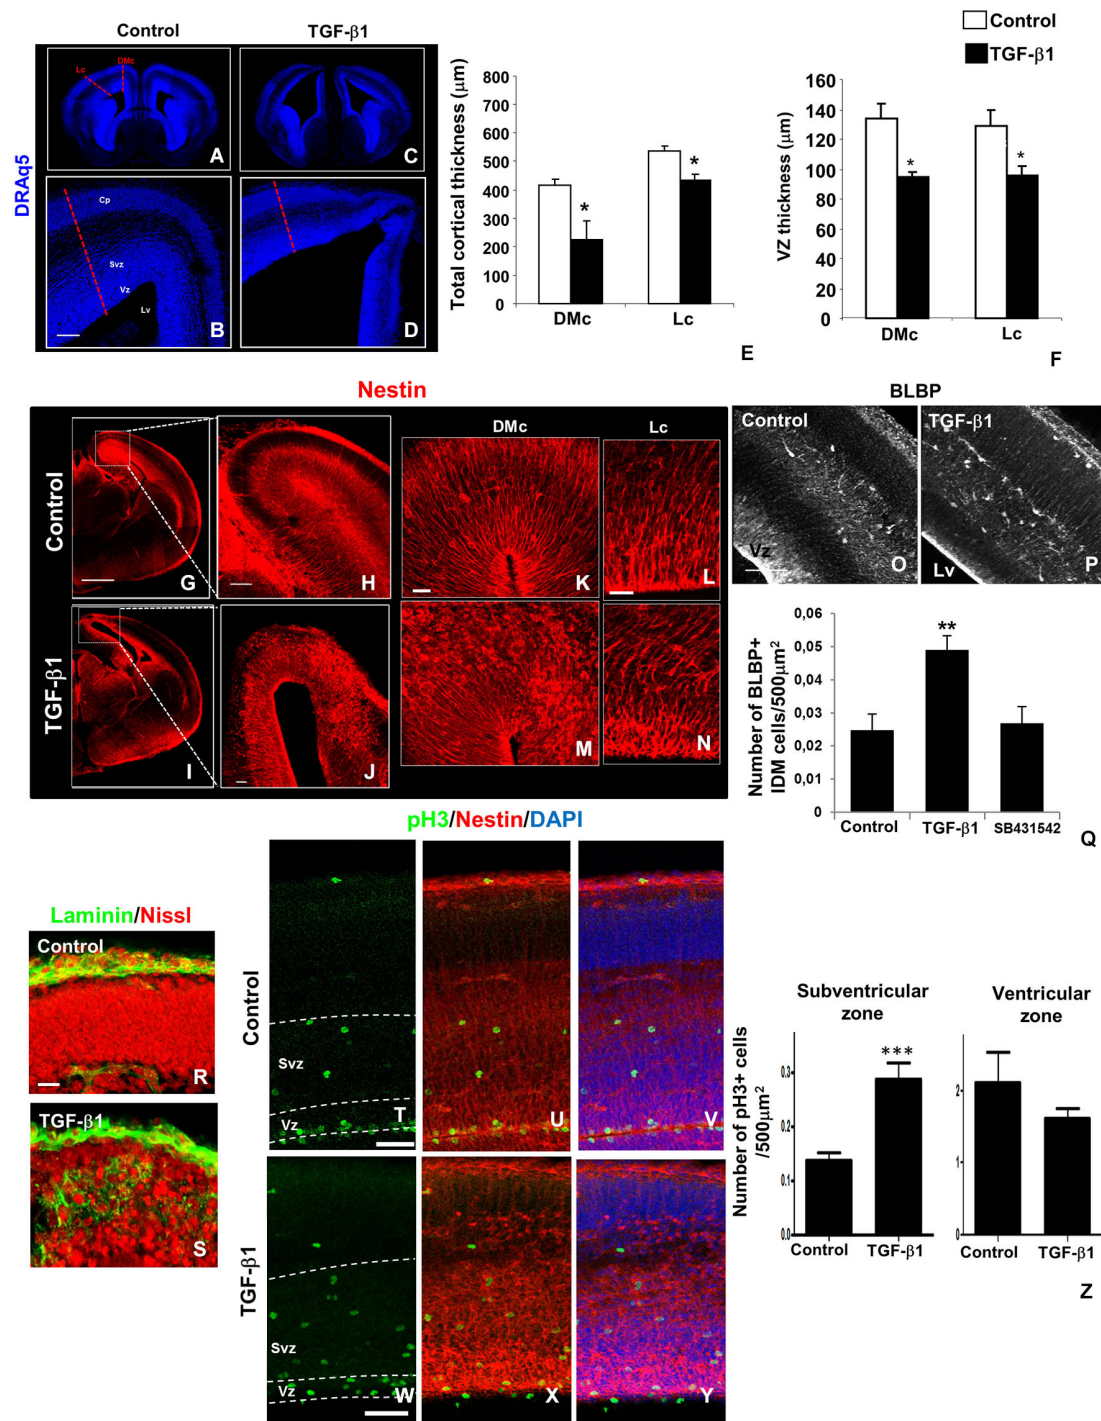 Control
TGF-β1
Control
TGF-β1
DRAq5
Lc
DMc
A
C
Cp
Svz
Vz
Lv
B
D
Total cortical thickness (μm)
800
700
600
500
400
300
200
100
0
*
*
DMc
Lc
E
VZ thickness (μm)
160
140
120
100
80
60
40
20
0
*
*
DMc
Lc
F
Nestin
BLBP
Control
TGF-β1
G
H
DMc
Lc
K
L
I
J
M
N
Control
Vz
O
TGF-β1
Lv
P
Number of BLBP+
IDM cells/500μm²
0,06
0,05
0,04
0,03
0,02
0,01
0
**
Control
TGF-β1
SB431542
Q
pH3/Nestin/DAPI
Laminin/Nissl
Control
R
TGF-β1
S
Control
Svz
Vz
T
U
V
TGF-β1
Svz
Vz
W
X
Y
Subventricular
zone
Ventricular
zone
Number of pH3+ cells
/500μm²
0.3
0.2
0.1
0.0
***
Control
TGF-β1
2
1
0
Control
TGF-β1
Z